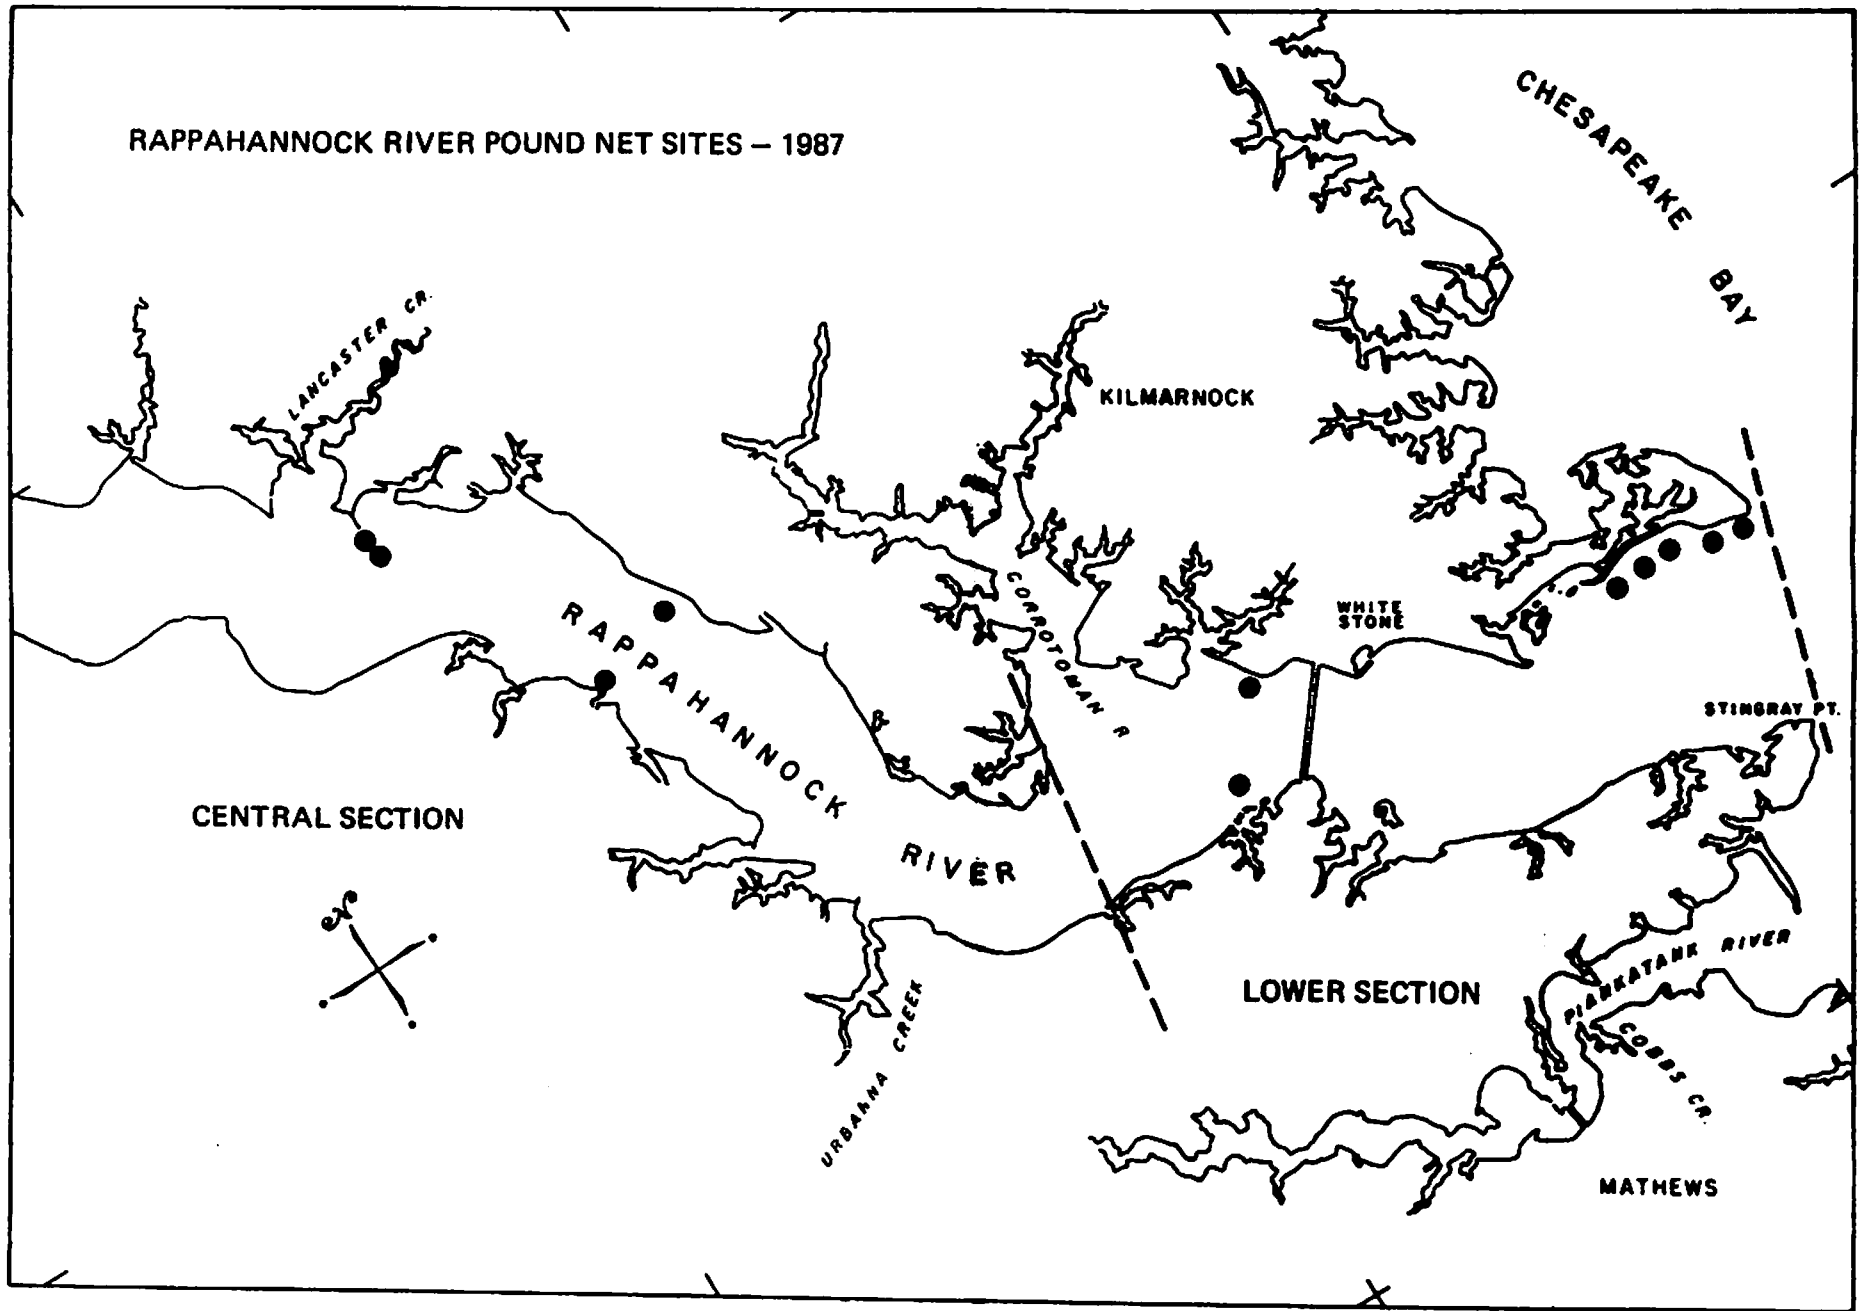 RAPPAHANNOCK RIVER POUND NET SITES – 1987
CHESAPEAKE BAY
LANCASTER CR.
KILMARNOCK
CORROTOMAN R
WHITE
STONE
RAPPAHANNOCK RIVER
STINGRAY PT.
CENTRAL SECTION
N
LOWER SECTION
PIANKATANK RIVER
URBANNA CREEK
COBBS CR.
MATHEWS